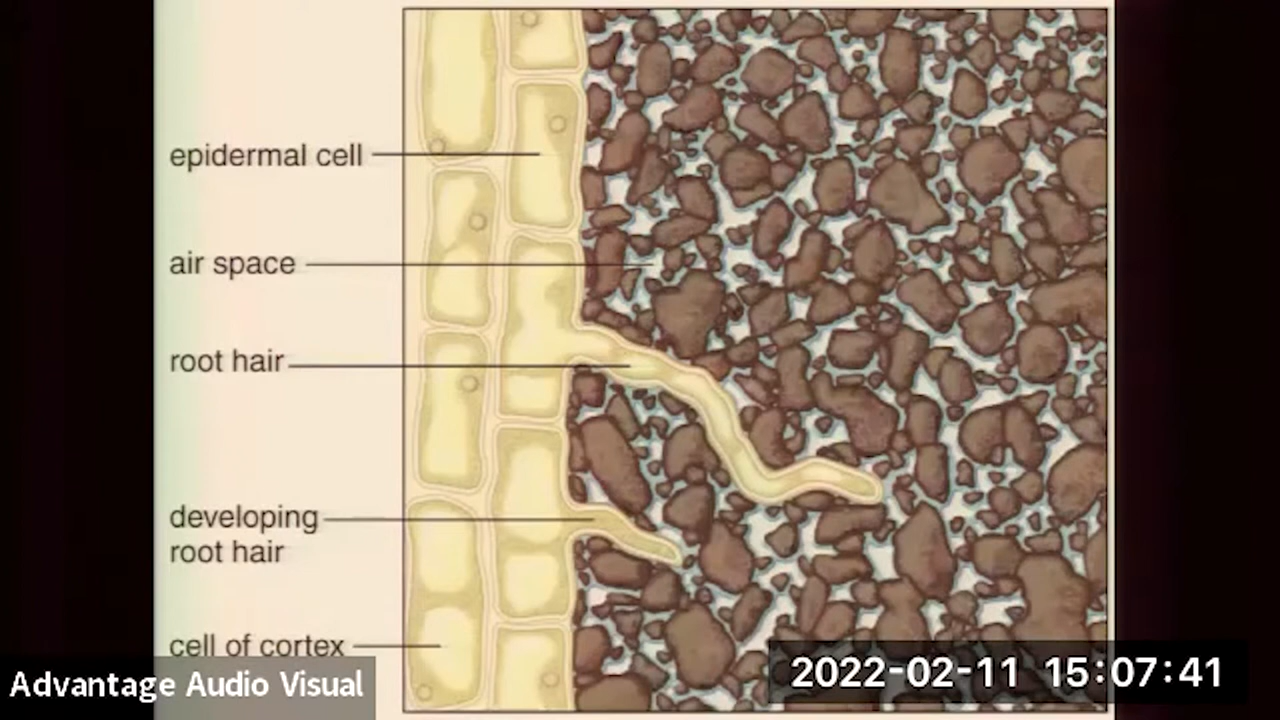 epidermal cell
air space
root hair
developing
root hair
cell of cortex
Advantage Audio Visual
2022-02-11 15:07:41